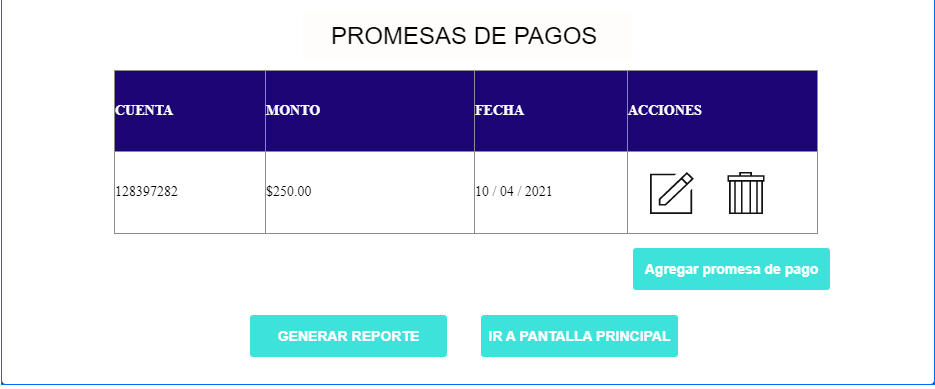 PROMESAS DE PAGOS
CUENTA MONTO FECHA ACCIONES
128397282 $250.00 10 / 04 / 2021
Agregar promesa de pago
GENERAR REPORTE IR A PANTALLA PRINCIPAL